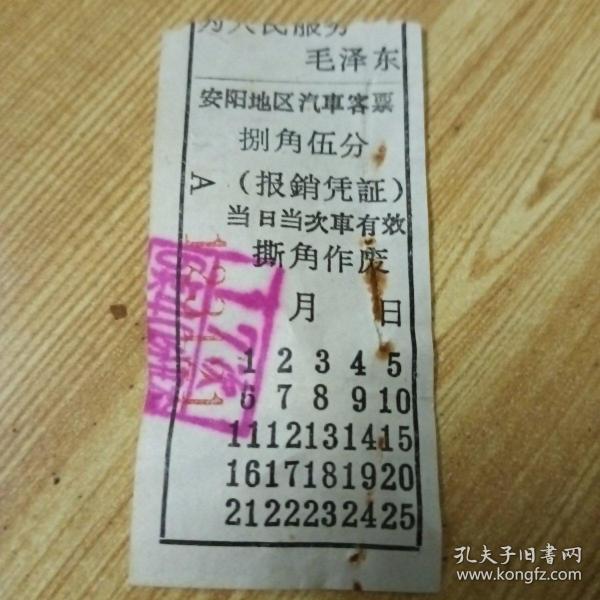 为人民服务
毛泽东
安阳地区汽車客票
捌角伍分
A
(报銷凭証)
当日当次車有效
撕角作废
月 日
1 2 3 4 5
6 7 8 9 10
11 12 13 14 15
16 17 18 19 20
21 22 23 24 25
孔夫子旧書网
www.kongfz.com